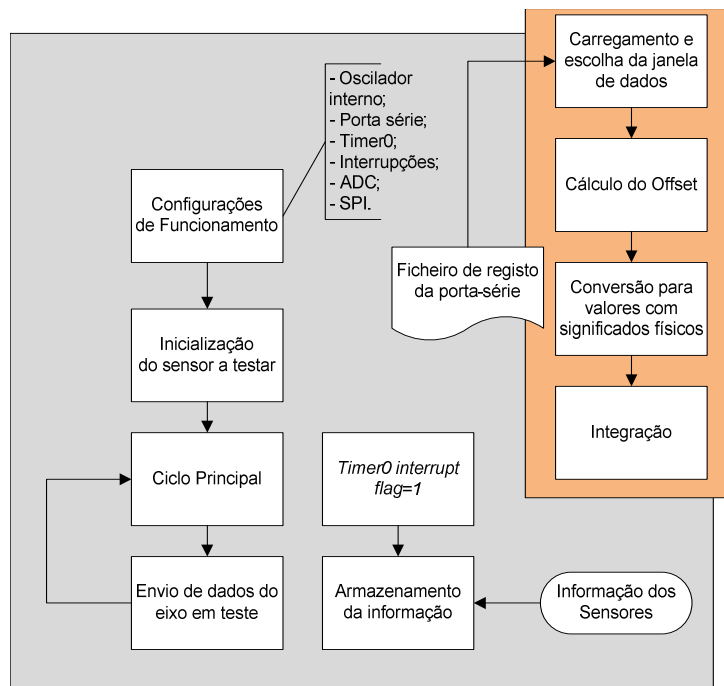 Carregamento e
escolha da janela
de dados
- Oscilador
interno;
- Porta série;
- Timer0;
- Interrupções;
- ADC;
- SPI.
Configurações
de Funcionamento
Cálculo do Offset
Ficheiro de registo
da porta-série
Conversão para
valores com
significados físicos
Inicialização
do sensor a testar
Integração
Ciclo Principal
Timer0 interrupt
flag=1
Envio de dados do
eixo em teste
Armazenamento
da informação
Informação dos
Sensores